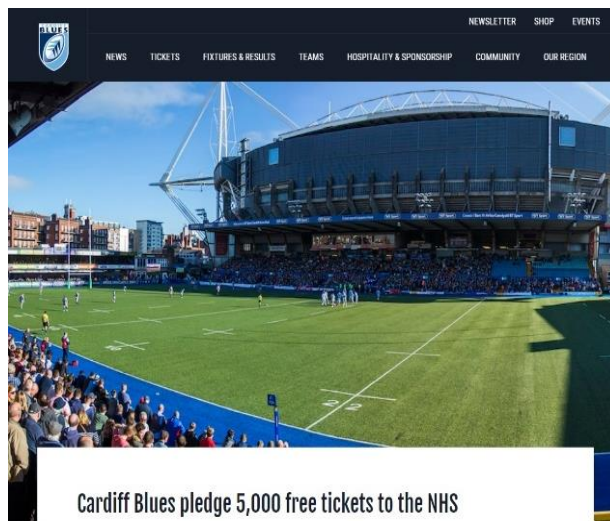 BLUES
NEWSLETTER SHOP EVENTS
NEWS TICKETS FIXTURES & RESULTS TEAMS HOSPITALITY & SPONSORSHIP COMMUNITY OUR REGION
22
Cardiff Blues pledge 5,000 free tickets to the NHS